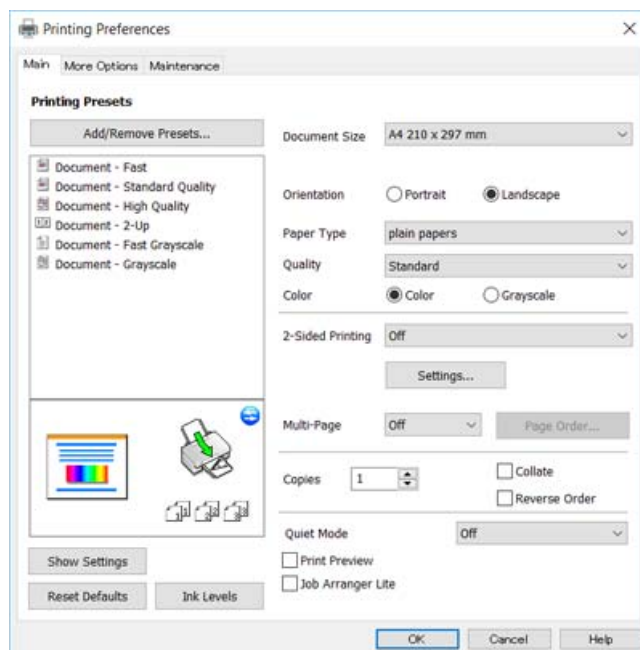 Printing Preferences
Main More Options Maintenance
Printing Presets
Add/Remove Presets...
Document - Fast
Document - Standard Quality
Document - High Quality
Document - 2-Up
Document - Fast Grayscale
Document - Grayscale
Show Settings
Reset Defaults Ink Levels
Document Size A4 210 x 297 mm
Orientation Portrait Landscape
Paper Type plain papers
Quality Standard
Color Color Grayscale
2-Sided Printing Off
Settings...
Multi-Page Off Page Order...
Copies 1 Collate
Reverse Order
Quiet Mode Off
Print Preview
Job Arranger Lite
OK Cancel Help